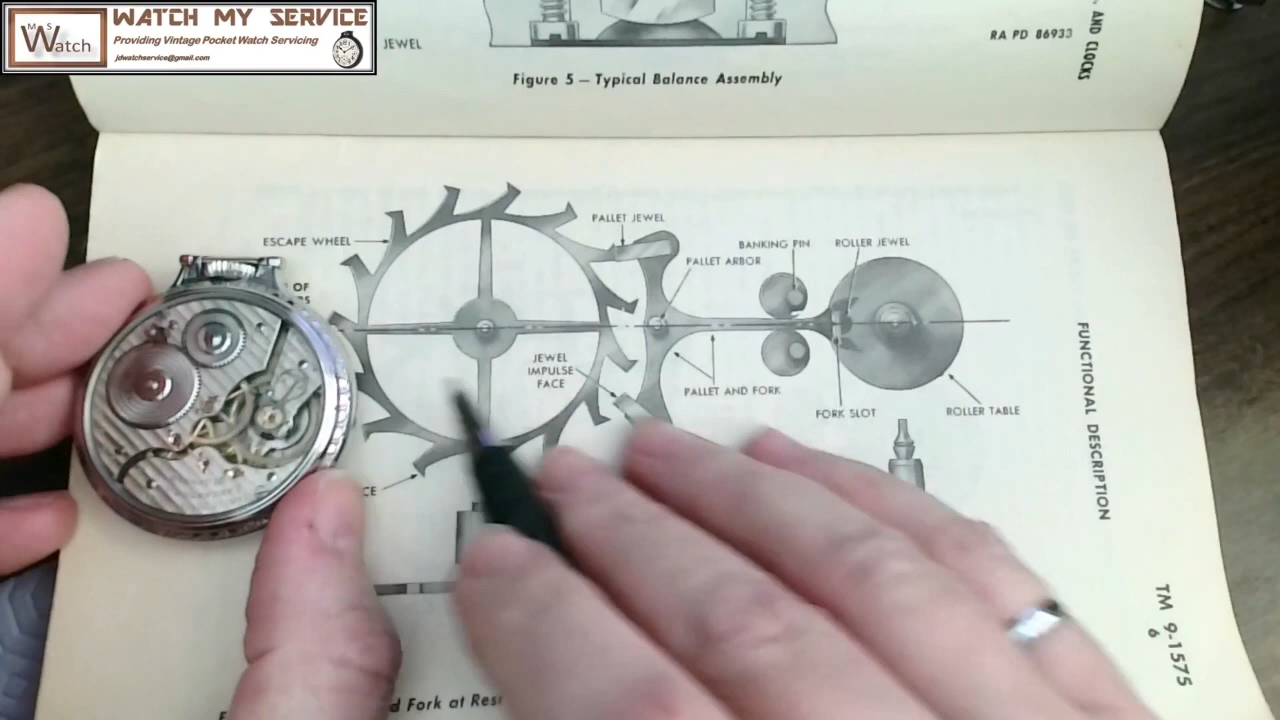 M S
Watch
WATCH MY SERVICE
Providing Vintage Pocket Watch Servicing
jdwatchservice@gmail.com
JEWEL
RA PD 86933
AND CLOCKS
Figure 5 — Typical Balance Assembly
PALLET JEWEL
ESCAPE WHEEL
BANKING PIN
ROLLER JEWEL
PALLET ARBOR
OF
JEWEL
IMPULSE
FACE
PALLET AND FORK
FORK SLOT
ROLLER TABLE
FUNCTIONAL DESCRIPTION
CE
TM 9-1575
6
d Fork at Res